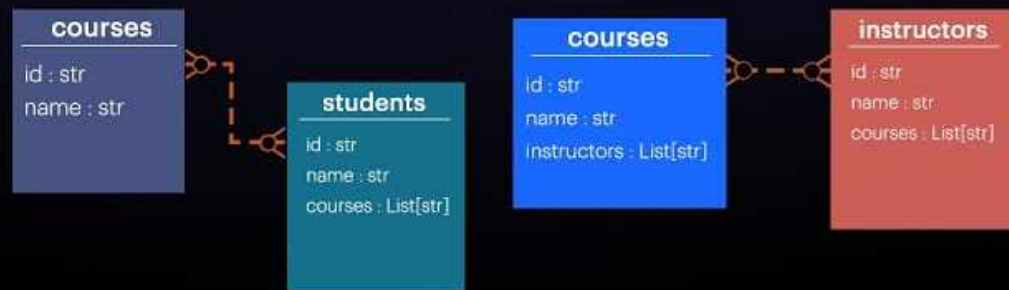 courses
id : str
name : str
students
id : str
name : str
courses : List[str]
courses
id : str
name : str
instructors : List[str]
instructors
id : str
name : str
courses : List[str]